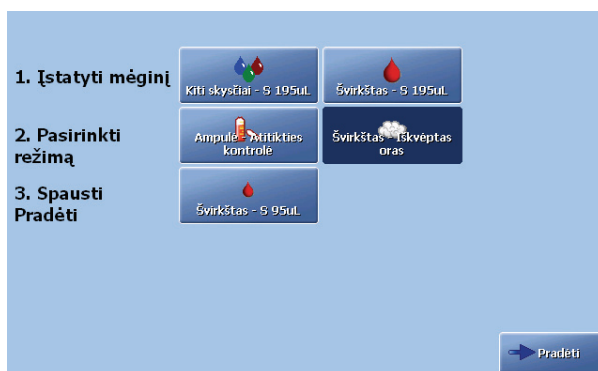 1. Įstatyti mėginį
Kiti skysčiai - S 195uL
Švirkštas - S 195uL
2. Pasirinkti
režimą
Ampulė - Atitikties
kontrolė
Švirkštas - Iškvėptas
oras
3. Spausti
Pradėti
Švirkštas - S 95uL
Pradėti